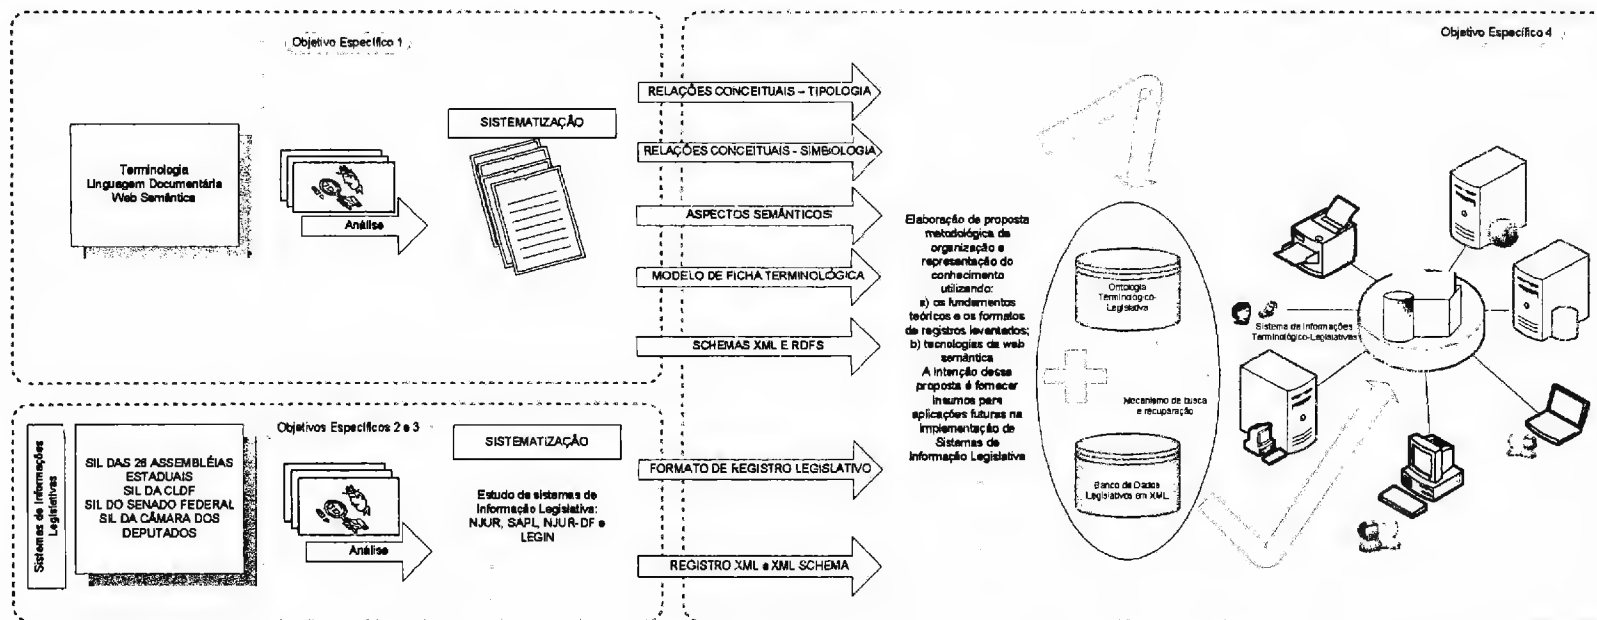 Objetivo Específico 1
Terminologia
Linguagem Documentária
Web Semântica
Análise
SISTEMATIZAÇÃO
RELAÇÕES CONCEITUAIS – TIPOLOGIA
RELAÇÕES CONCEITUAIS - SIMBIOLOGIA
ASPECTOS SEMÂNTICOS
MODELO DE FICHA TERMINOLÓGICA
SCHEMAS XML E RDFS
Sistemas de Informações
Legislativas
SIL DAS 26 ASSEMBLÉIAS
ESTADUAIS
SIL DA CLDF
SIL DO SENADO FEDERAL
SIL DA CÂMARA DOS
DEPUTADOS
Objetivos Específicos 2 e 3
Análise
SISTEMATIZAÇÃO
Estudo de sistemas de
Informação Legislativa:
NJUR, SAPL, NJUR-DF e
LEGIN
FORMATO DE REGISTRO LEGISLATIVO
REGISTRO XML e XML SCHEMA
Objetivo Específico 4
Elaboração de proposta
metodológica de
organização e
representação do
conhecimento
utilizando:
a) os fundamentos
teóricos e os formatos
de registros levantados;
b) tecnologias da web
semântica
A intenção dessa
proposta é fornecer
insumos para
aplicações futuras na
implementação de
Sistemas de
Informação Legislativa
Ontologia
Terminológico-
Legislativa
Mecanismo de busca
e recuparação
Banco de Dados
Legislativos em XML
Sistema de Informações
Terminológico-Legislativas